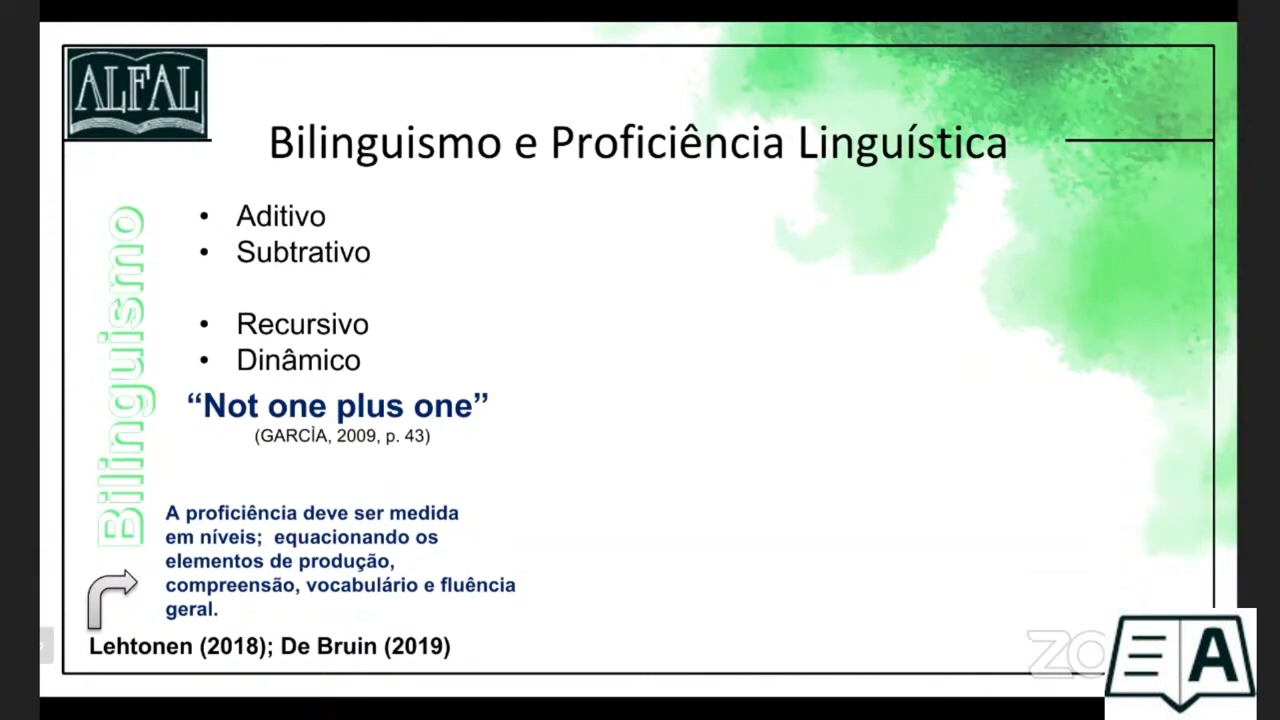 ALFAL
Bilinguismo e Proficiência Linguística
Bilinguismo
• Aditivo
• Subtrativo
• Recursivo
• Dinâmico
“Not one plus one”
(GARCÌA, 2009, p. 43)
A proficiência deve ser medida
em níveis; equacionando os
elementos de produção,
compreensão, vocabulário e fluência
geral.
Lehtonen (2018); De Bruin (2019)
A